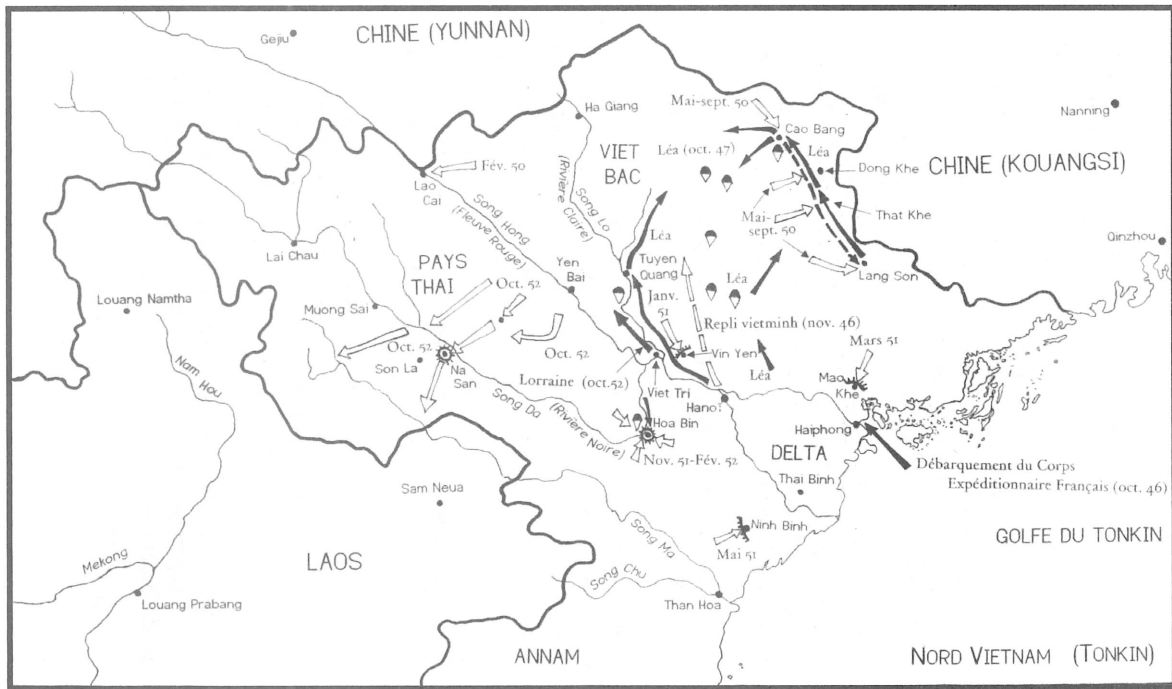 CHINE (YUNNAN)
Gejiu
Nanning
Ha Giang
Mai-sept. 50
Cao Bang
VIET
BAC
Léa (oct. 47)
Léa
Dong Khe
CHINE (KOUANGSI)
Fév. 50
Lao
Cai
Song Hong
(Fleuve Rouge)
(Rivière Claire)
Song Lo
Mai-
sept. 50
That Khe
Qinzhou
Lai Chau
PAYS
THAI
Yen
Bai
Léa
Tuyen
Quang
Léa
Lang Son
Louang Namtha
Muong Sai
Oct. 52
Janv.
51
Repli vietminh (nov. 46)
Oct. 52
Oct. 52
Son La
Na
San
Lorraine (oct.52)
Vin Yen
Léa
Mars 51
Mao
Khe
Nam Hou
Song Da
(Rivière Noire)
Viet Tri
Hanoï
Hoa Bin
Haiphong
DELTA
Nov. 51-Fév. 52
Débarquement du Corps
Expéditionnaire Français (oct. 46)
Thai Binh
Sam Neua
Ninh Binh
Mai 51
GOLFE DU TONKIN
Mekong
LAOS
Song Ma
Song Chu
Louang Prabang
Than Hoa
ANNAM
NORD VIETNAM (TONKIN)